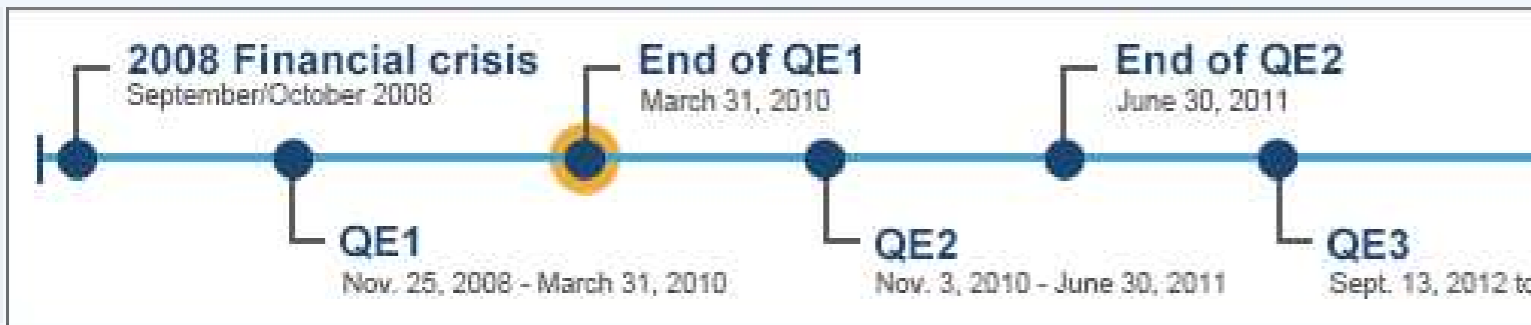 2008 Financial crisis
September/October 2008
End of QE1
March 31, 2010
End of QE2
June 30, 2011
QE1
Nov. 25, 2008 - March 31, 2010
QE2
Nov. 3, 2010 - June 30, 2011
QE3
Sept. 13, 2012 to